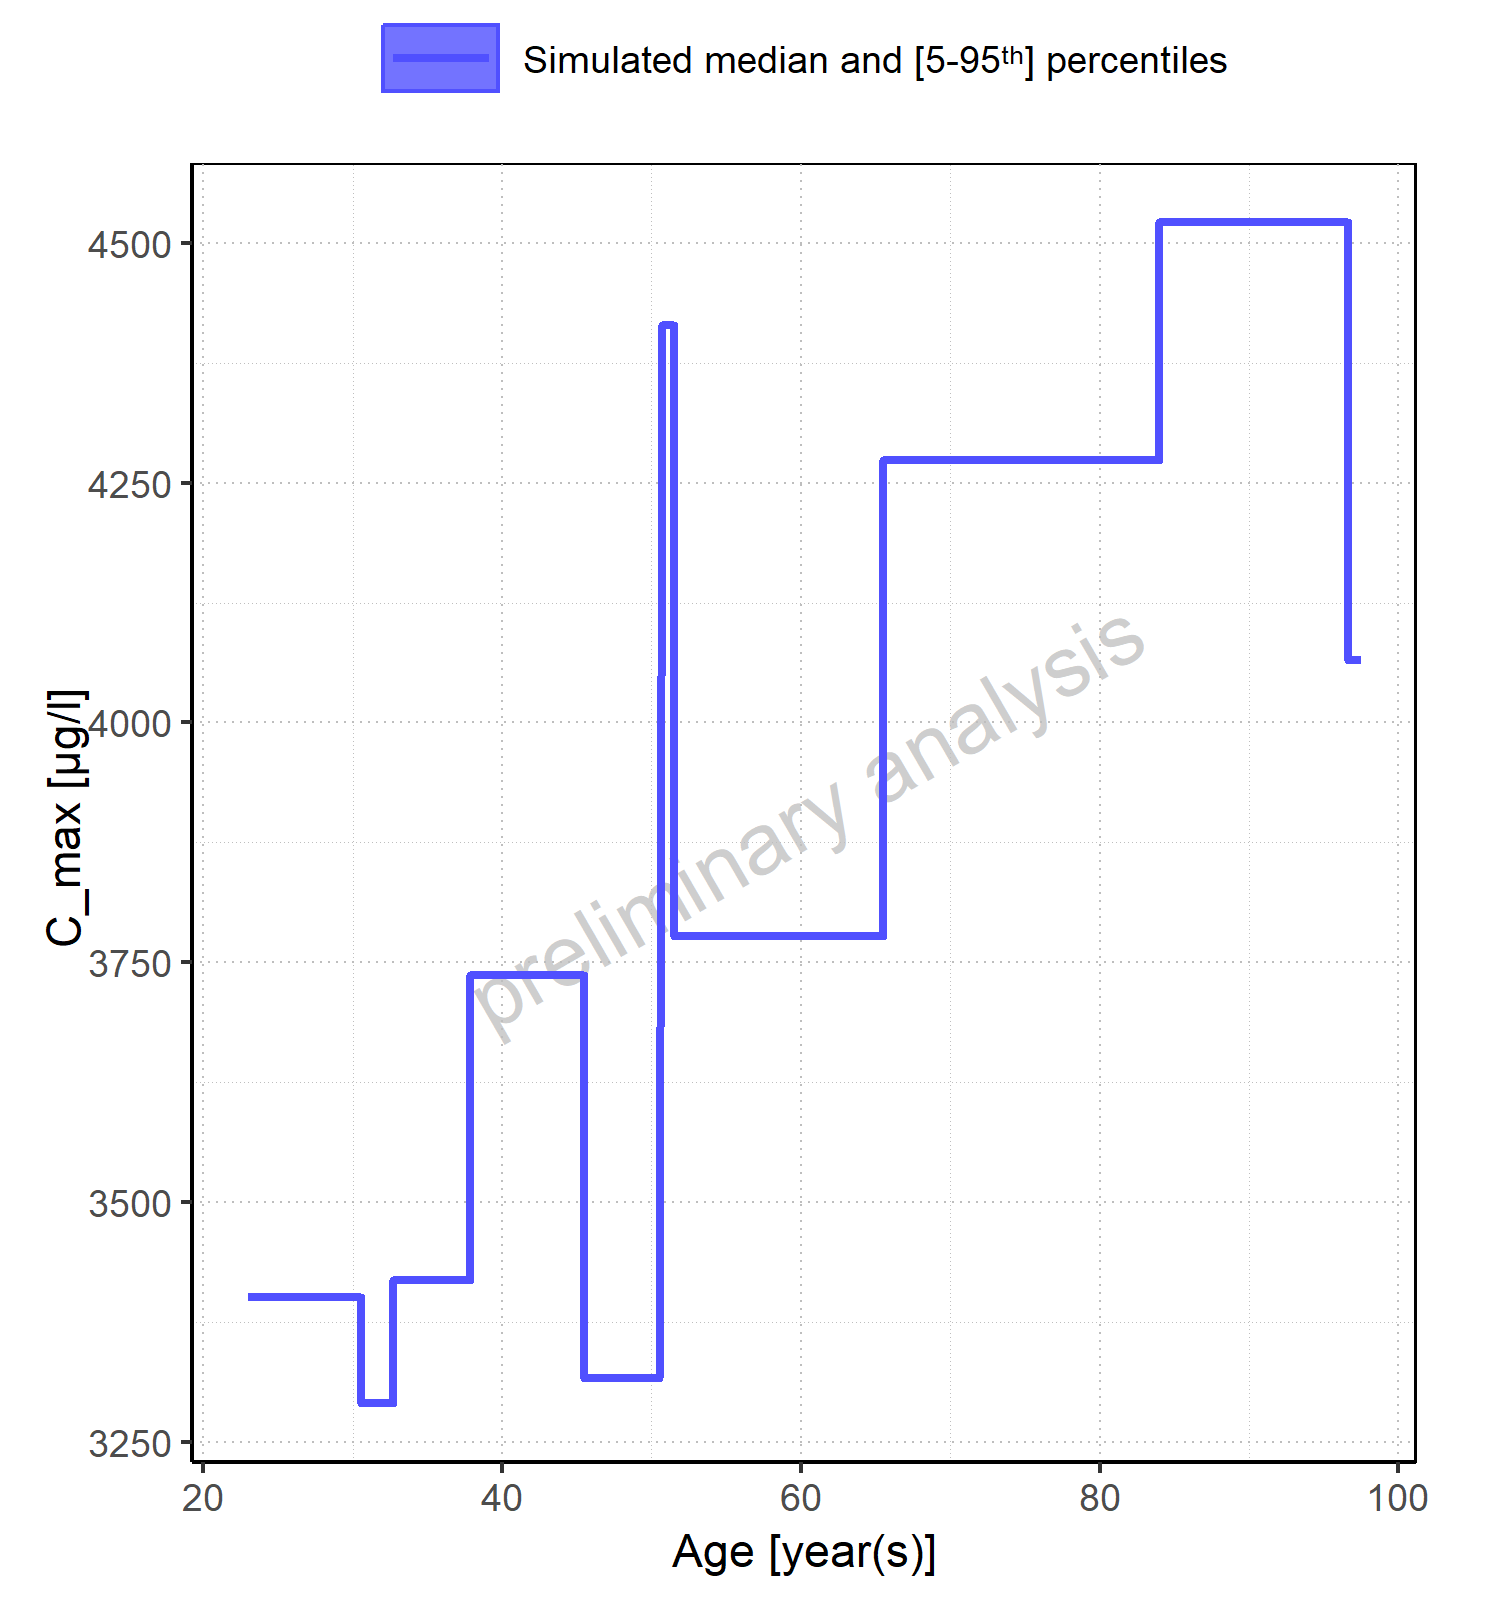 Simulated median and [5-95ᵗʰ] percentiles
4500
4250
4000
3750
3500
3250
C_max [µg/l]
preliminary analysis
20 40 60 80 100
Age [year(s)]